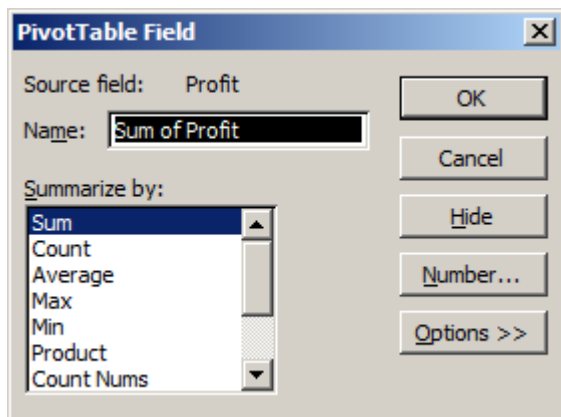 PivotTable Field
Source field: Profit
Name: Sum of Profit
Summarize by:
Sum
Count
Average
Max
Min
Product
Count Nums
OK
Cancel
Hide
Number...
Options >>